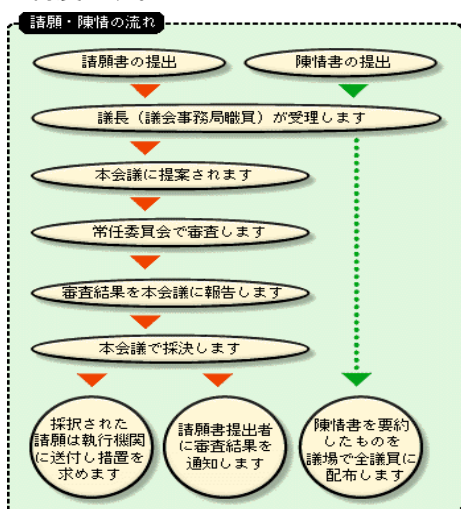 請願・陳情の流れ
請願書の提出
陳情書の提出
議長（議会事務局職員）が受理します
本会議に提案されます
常任委員会で審査します
審査結果を本会議に報告します
本会議で採決します
採択された
請願は執行機関
に送付し措置を
求めます
請願書提出者
に審査結果を
通知します
陳情書を要約
したものを
議場で全議員に
配布します